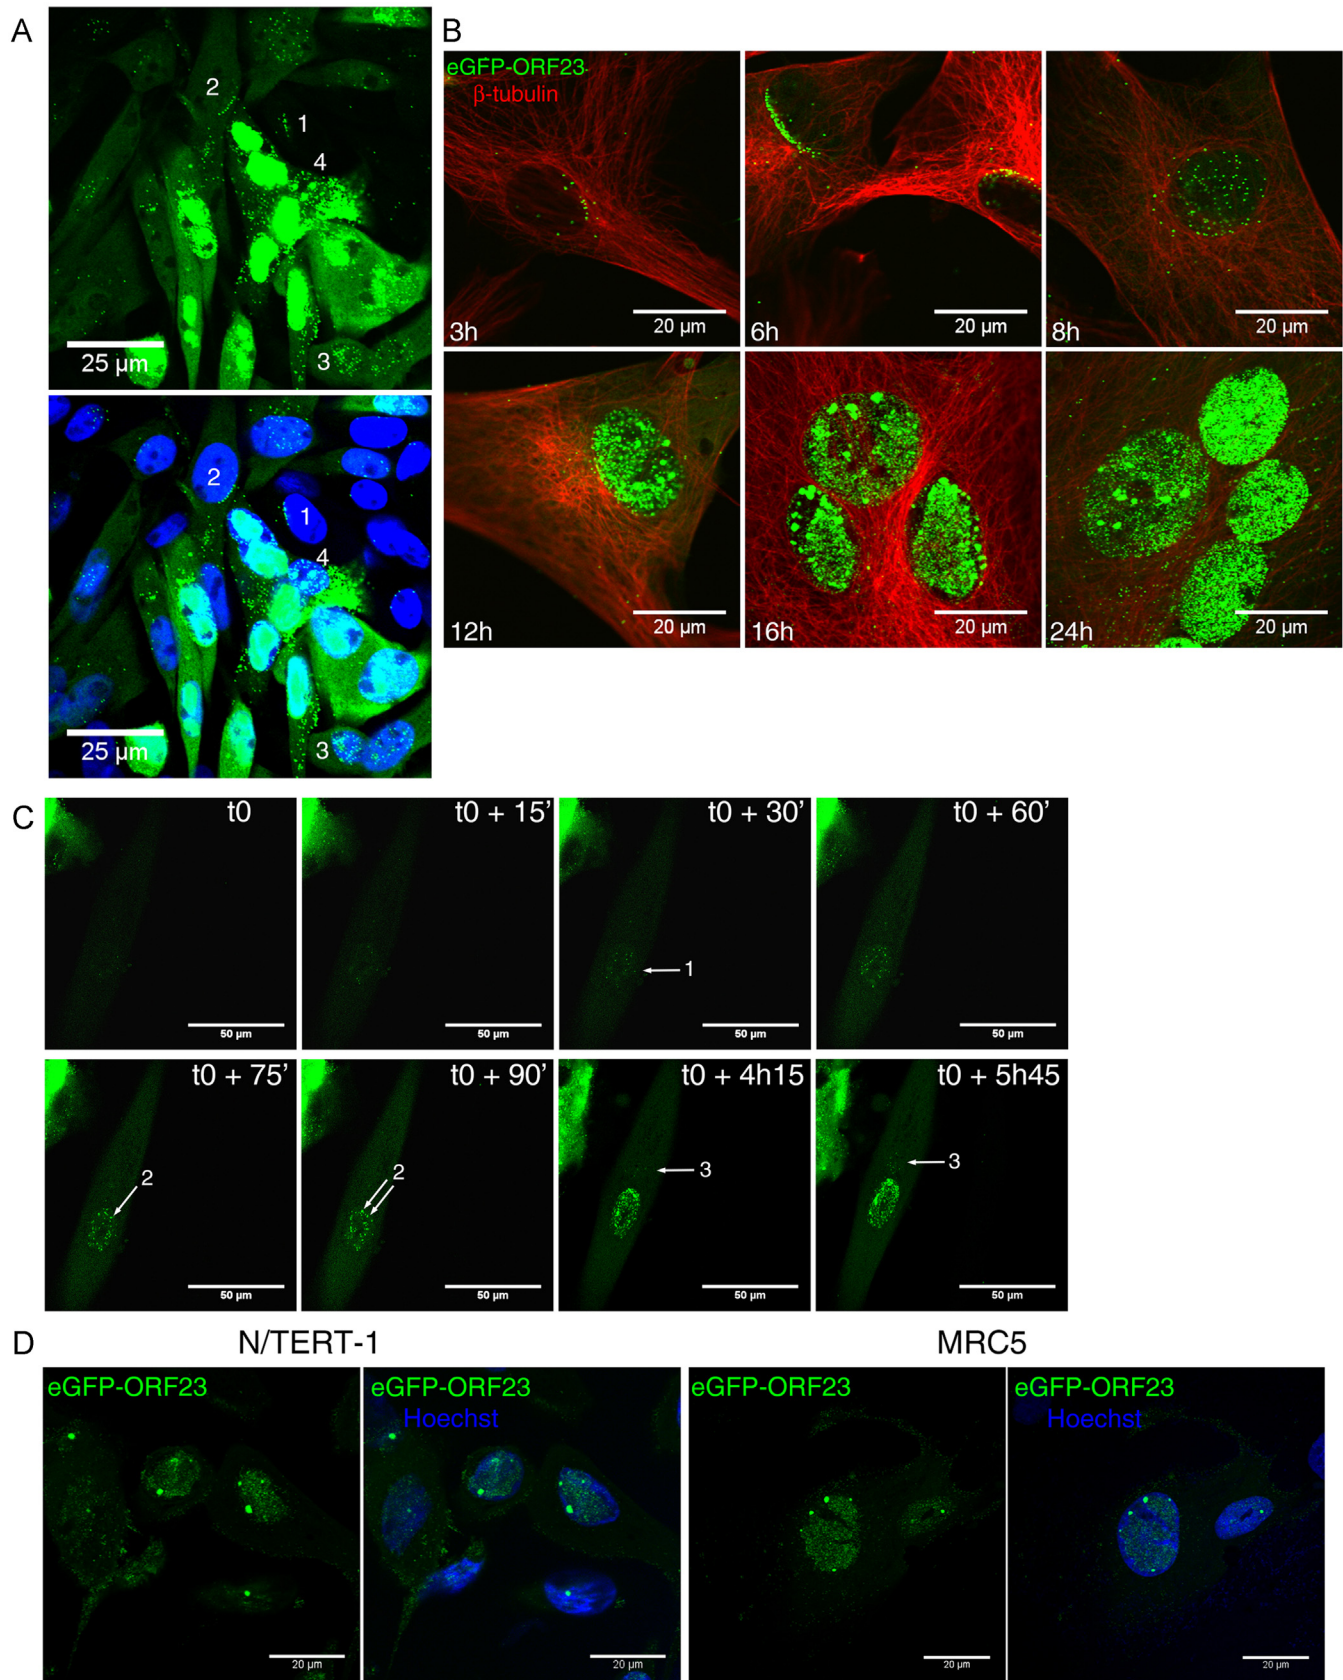 A
2
1
4
3
25 µm
2
1
4
3
25 µm
B
eGFP-ORF23
β-tubulin
3h
20 µm
6h
20 µm
8h
20 µm
12h
20 µm
16h
20 µm
24h
20 µm
C
t0
50 µm
t0 + 15'
50 µm
t0 + 30'
1
50 µm
t0 + 60'
50 µm
t0 + 75'
2
50 µm
t0 + 90'
2
50 µm
t0 + 4h15
3
50 µm
t0 + 5h45
3
50 µm
D
N/TERT-1
MRC5
eGFP-ORF23
20 µm
eGFP-ORF23
Hoechst
20 µm
eGFP-ORF23
20 µm
eGFP-ORF23
Hoechst
20 µm